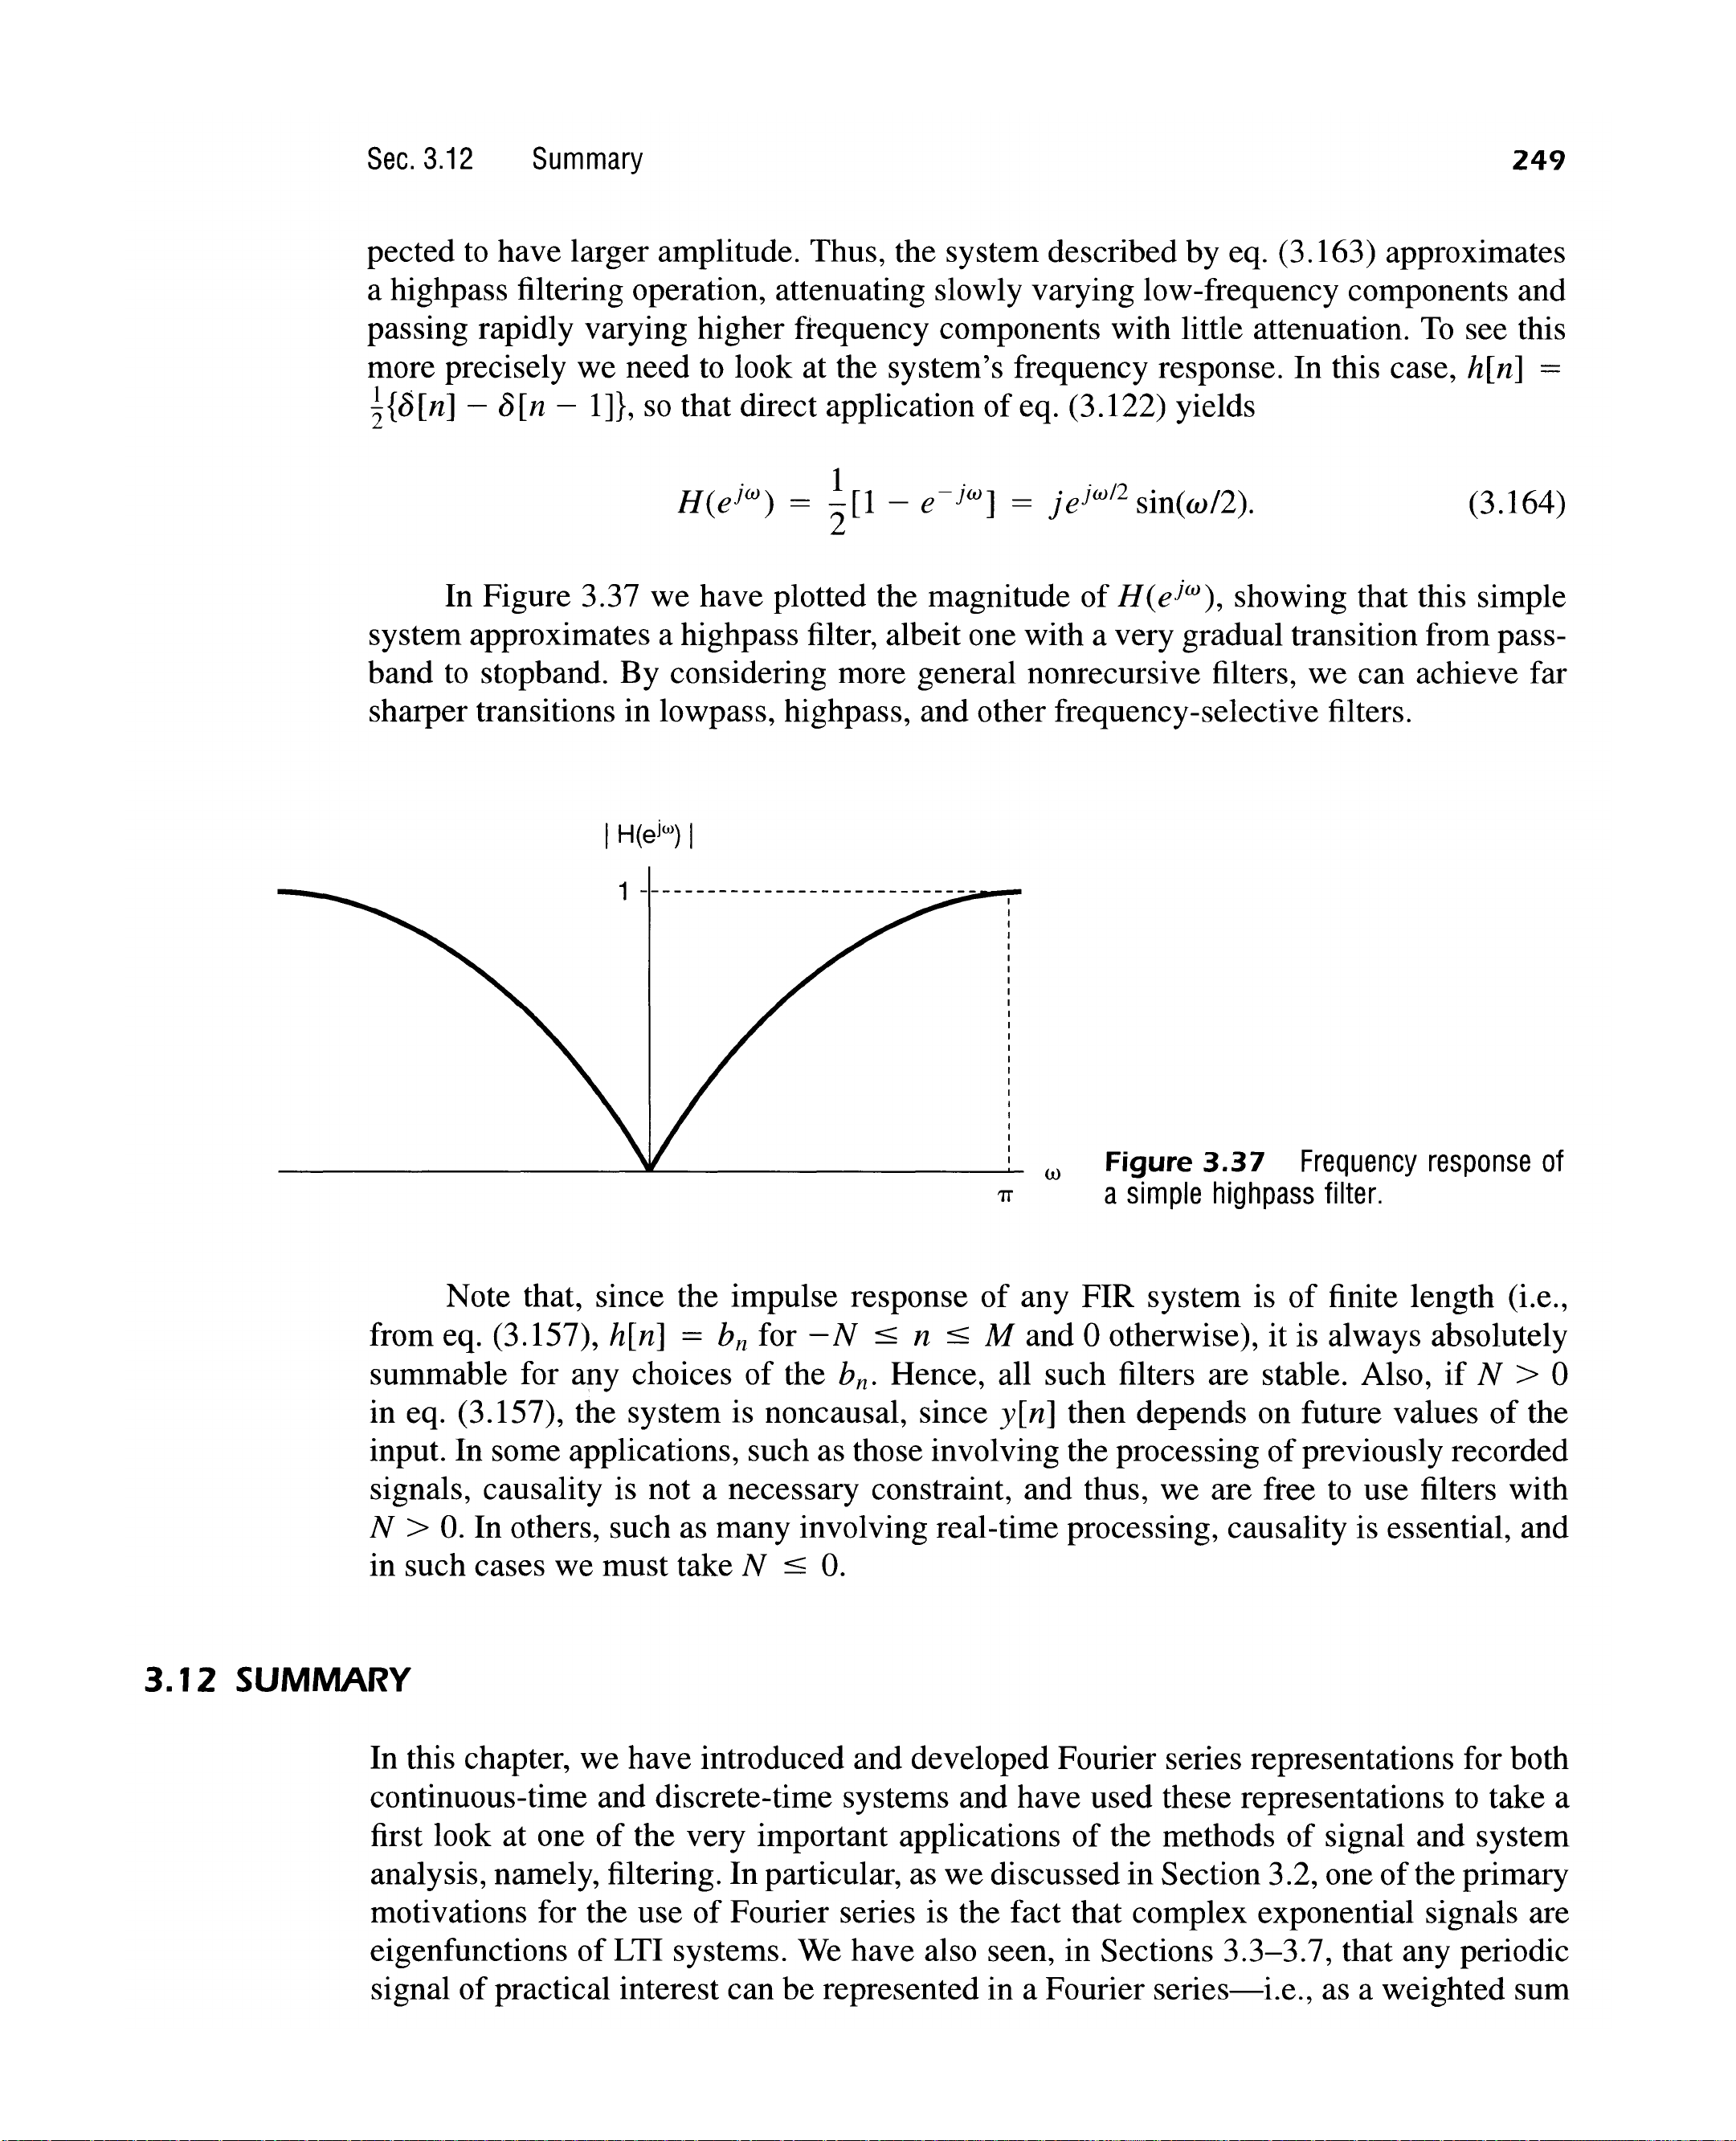 Sec. 3.12 Summary 249
pected to have larger amplitude. Thus, the system described by eq. (3.163) approximates
a highpass filtering operation, attenuating slowly varying low-frequency components and
passing rapidly varying higher frequency components with little attenuation. To see this
more precisely we need to look at the system's frequency response. In this case, h[n] =
½{δ[n] − δ[n − 1]}, so that direct application of eq. (3.122) yields
H(e^{jω}) = \frac{1}{2}[1 − e^{−jω}] = je^{jω/2} sin(ω/2). (3.164)
In Figure 3.37 we have plotted the magnitude of H(e^{jω}), showing that this simple
system approximates a highpass filter, albeit one with a very gradual transition from pass-
band to stopband. By considering more general nonrecursive filters, we can achieve far
sharper transitions in lowpass, highpass, and other frequency-selective filters.
| H(e^{jω}) |
1
ω
π
Figure 3.37 Frequency response of
a simple highpass filter.
Note that, since the impulse response of any FIR system is of finite length (i.e.,
from eq. (3.157), h[n] = b_n for −N ≤ n ≤ M and 0 otherwise), it is always absolutely
summable for any choices of the b_n. Hence, all such filters are stable. Also, if N > 0
in eq. (3.157), the system is noncausal, since y[n] then depends on future values of the
input. In some applications, such as those involving the processing of previously recorded
signals, causality is not a necessary constraint, and thus, we are free to use filters with
N > 0. In others, such as many involving real-time processing, causality is essential, and
in such cases we must take N ≤ 0.
3.12 SUMMARY
In this chapter, we have introduced and developed Fourier series representations for both
continuous-time and discrete-time systems and have used these representations to take a
first look at one of the very important applications of the methods of signal and system
analysis, namely, filtering. In particular, as we discussed in Section 3.2, one of the primary
motivations for the use of Fourier series is the fact that complex exponential signals are
eigenfunctions of LTI systems. We have also seen, in Sections 3.3–3.7, that any periodic
signal of practical interest can be represented in a Fourier series—i.e., as a weighted sum